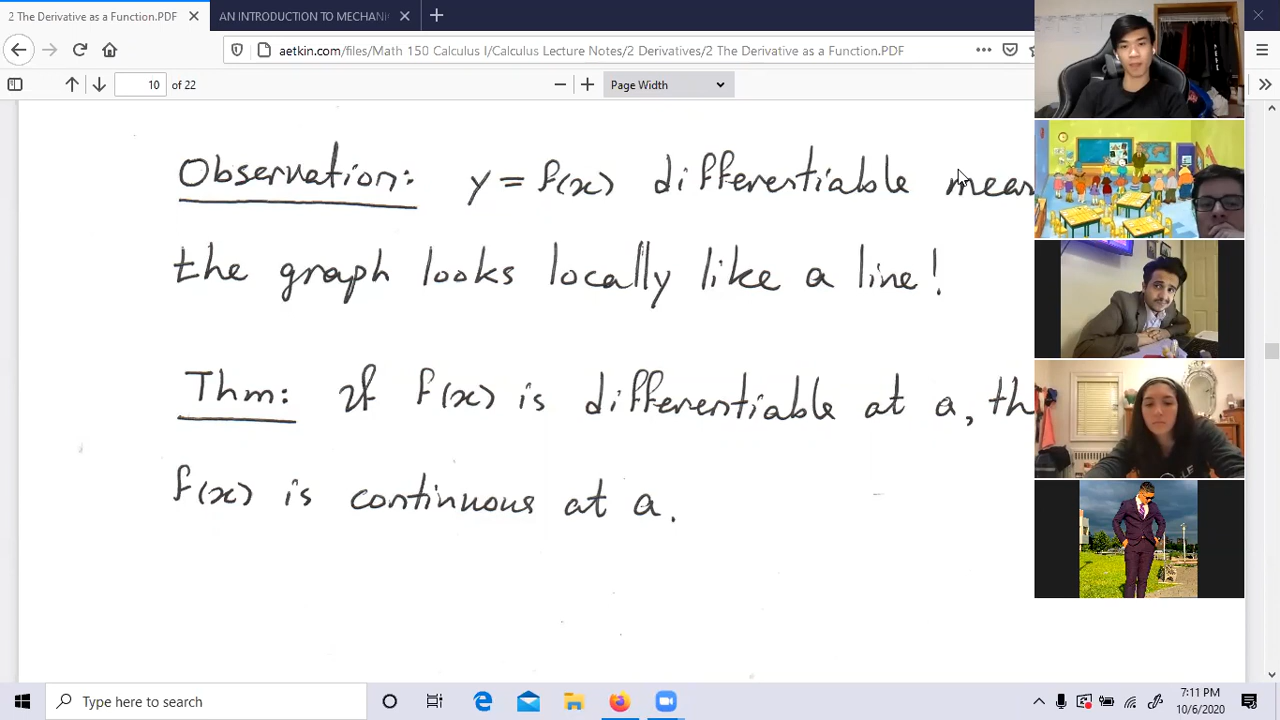 2 The Derivative as a Function.PDF
AN INTRODUCTION TO MECHANI
aetkin.com/files/Math 150 Calculus I/Calculus Lecture Notes/2 Derivatives/2 The Derivative as a Function.PDF
10 of 22
Page Width
Observation: y = f(x) differentiable mean
the graph looks locally like a line!
Thm: If f(x) is differentiable at a, th
f(x) is continuous at a.
Type here to search
7:11 PM
10/6/2020